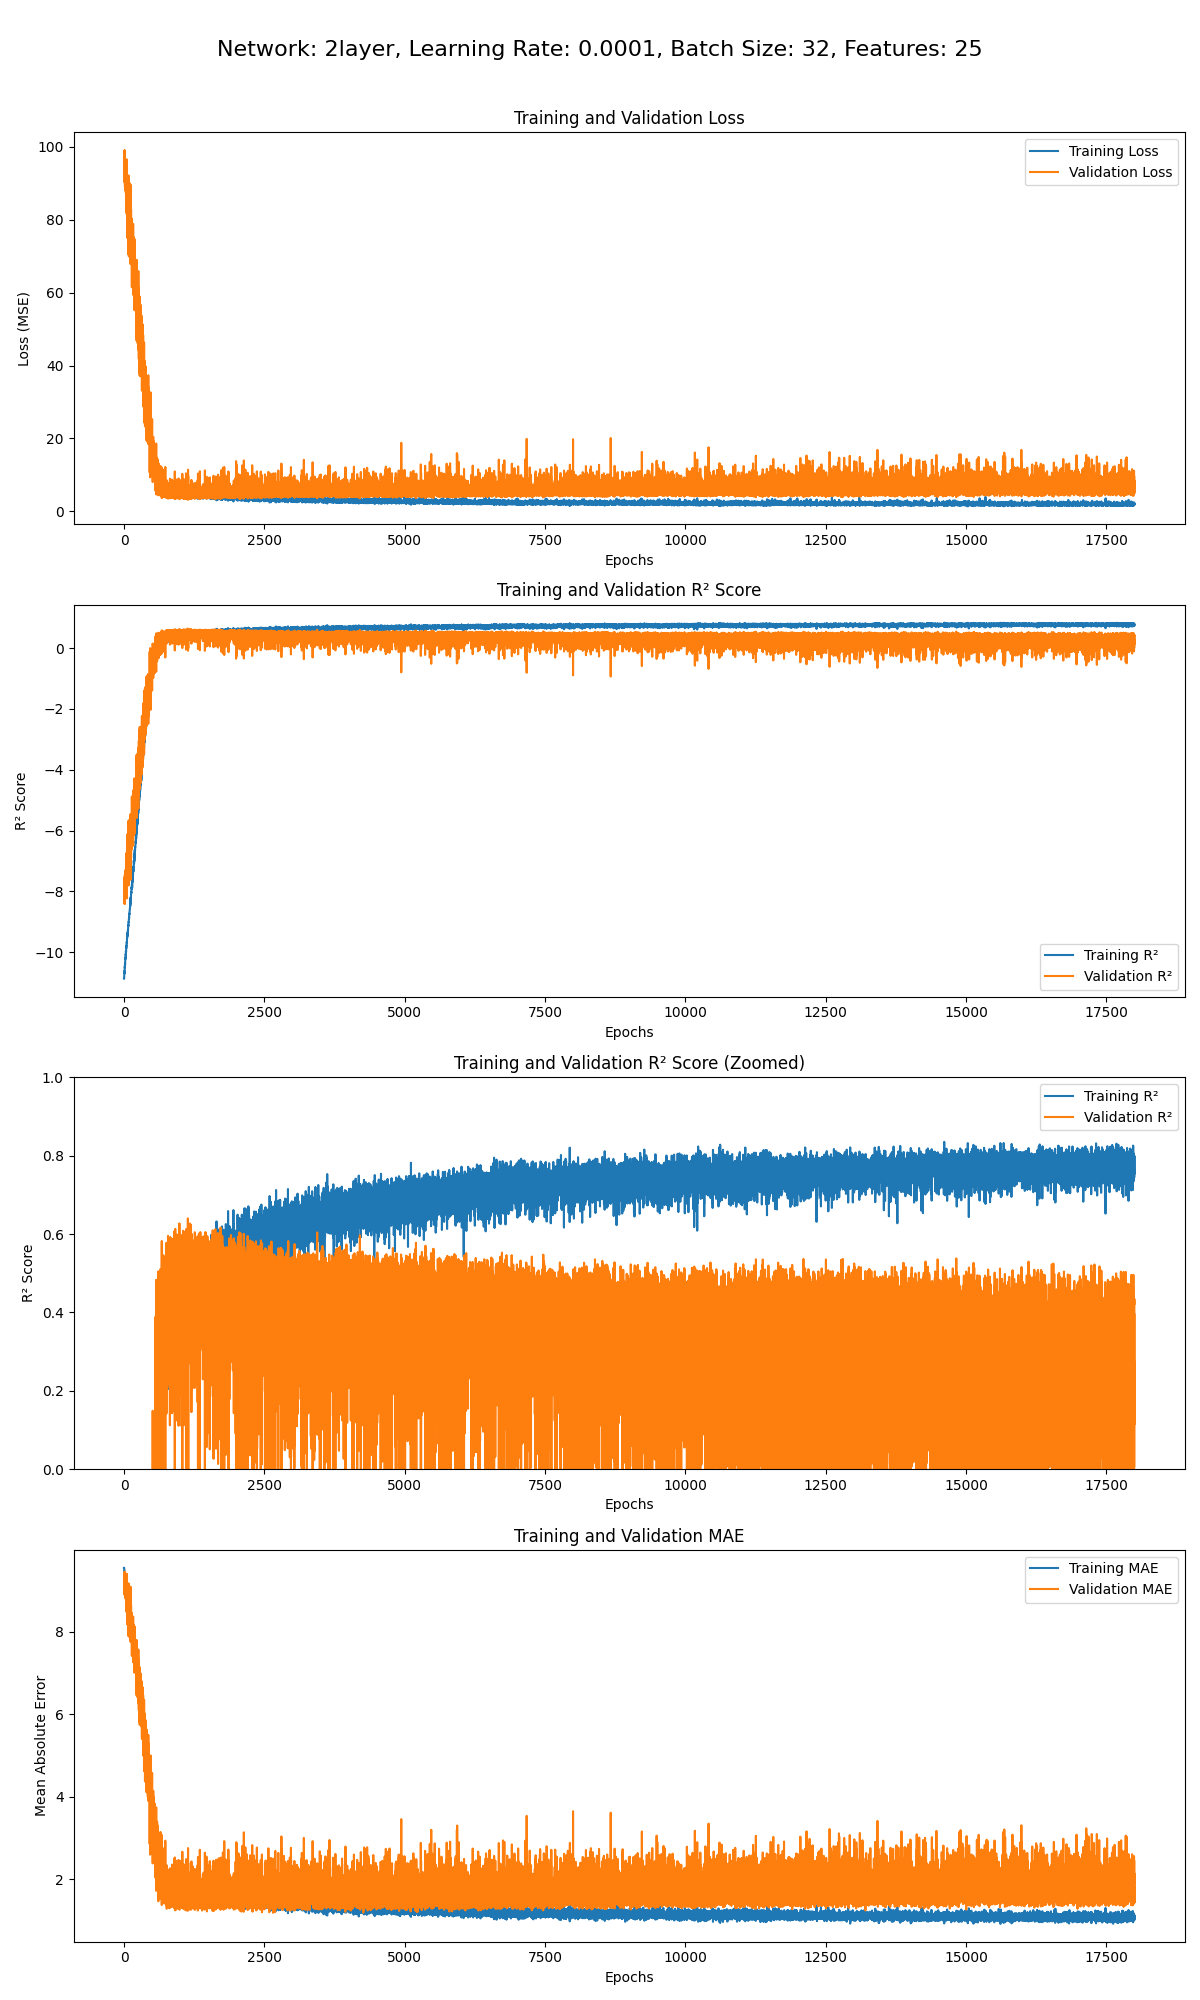 Network: 2layer, Learning Rate: 0.0001, Batch Size: 32, Features: 25
Training and Validation Loss
Training Loss
Validation Loss
Loss (MSE)
100
80
60
40
20
0
0 2500 5000 7500 10000 12500 15000 17500
Epochs
Training and Validation R² Score
R² Score
0
−2
−4
−6
−8
−10
Training R²
Validation R²
0 2500 5000 7500 10000 12500 15000 17500
Epochs
Training and Validation R² Score (Zoomed)
Training R²
Validation R²
R² Score
1.0
0.8
0.6
0.4
0.2
0.0
0 2500 5000 7500 10000 12500 15000 17500
Epochs
Training and Validation MAE
Training MAE
Validation MAE
Mean Absolute Error
8
6
4
2
0 2500 5000 7500 10000 12500 15000 17500
Epochs